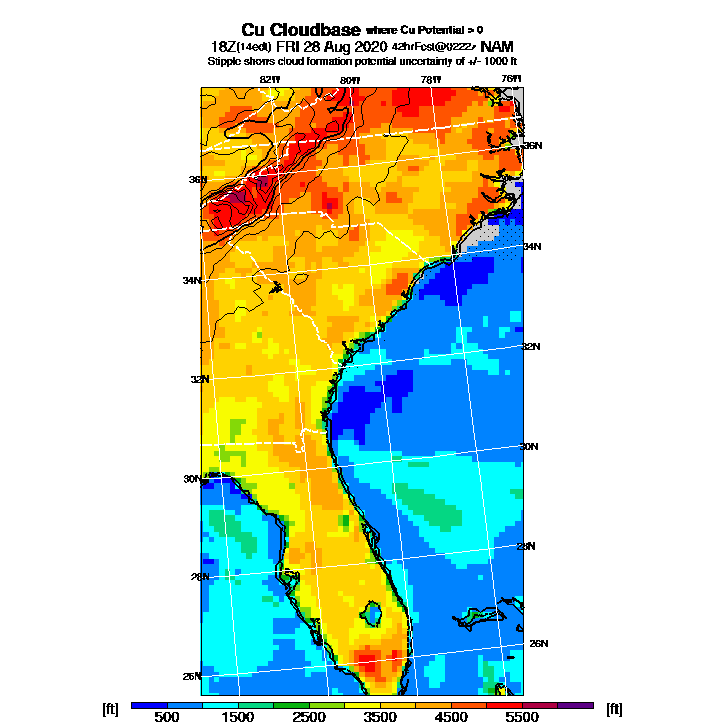 Cu Cloudbase where Cu Potential > 0
18Z(14edt) FRI 28 Aug 2020 42hrFcst@0222z NAM
Stipple shows cloud formation potential uncertainty of +/- 1000 ft
82W 80W 78W 76W
36N
36N
34N
34N
32N
32N
30N
30N
28N
28N
26N
26N
[ft] 500 1500 2500 3500 4500 5500 [ft]